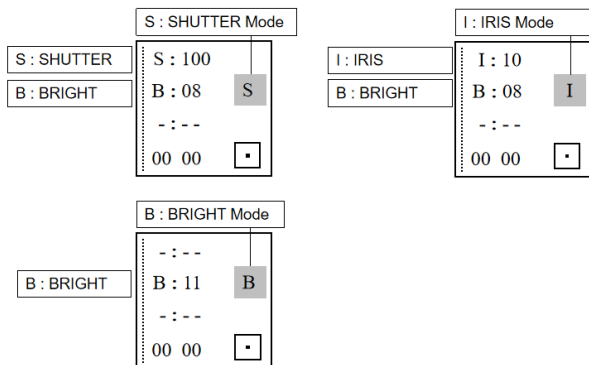 S : SHUTTER Mode
S : SHUTTER
B : BRIGHT
S : 100
B : 08
S
- : - -
00 00
I : IRIS Mode
I : IRIS
B : BRIGHT
I : 10
B : 08
I
- : - -
00 00
B : BRIGHT Mode
B : BRIGHT
- : - -
B : 11
B
- : - -
00 00